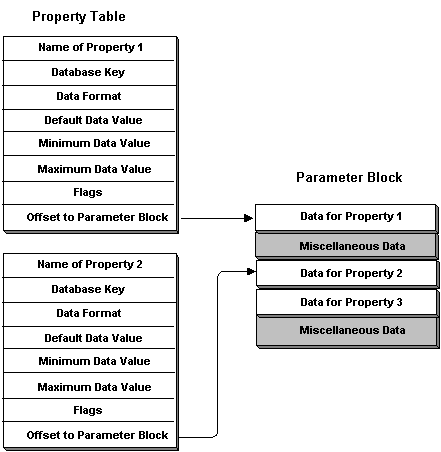 Property Table
Name of Property 1
Database Key
Data Format
Default Data Value
Minimum Data Value
Maximum Data Value
Flags
Offset to Parameter Block
Name of Property 2
Database Key
Data Format
Default Data Value
Minimum Data Value
Maximum Data Value
Flags
Offset to Parameter Block
Parameter Block
Data for Property 1
Miscellaneous Data
Data for Property 2
Data for Property 3
Miscellaneous Data